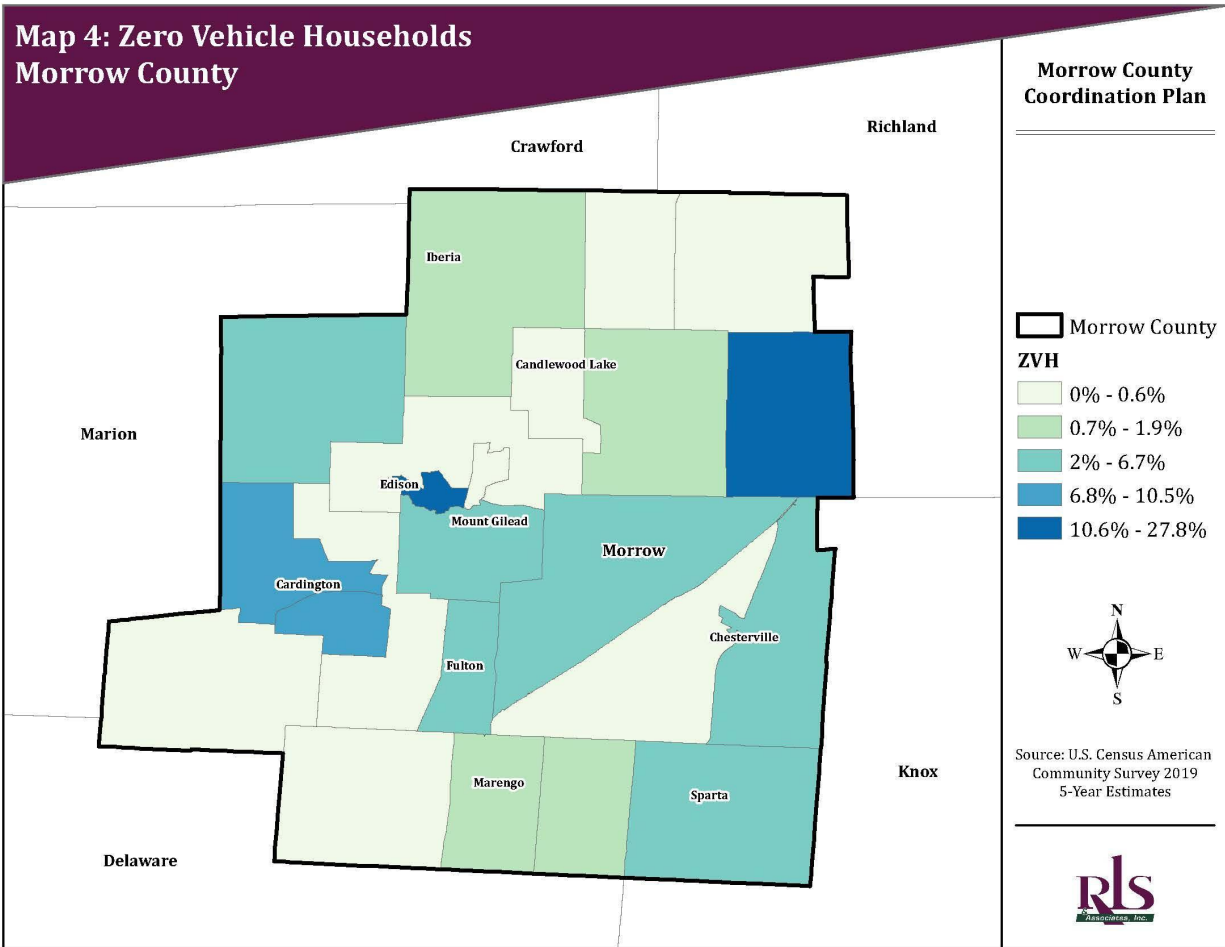 Map 4: Zero Vehicle Households
Morrow County
Morrow County
Coordination Plan
Richland
Crawford
Iberia
Morrow County
ZVH
Candlewood Lake
0% - 0.6%
0.7% - 1.9%
Marion
2% - 6.7%
Edison
6.8% - 10.5%
Mount Gilead
10.6% - 27.8%
Morrow
Cardington
N
Chesterville
W
E
Fulton
S
Source: U.S. Census American
Community Survey 2019
5-Year Estimates
Knox
Marengo
Sparta
Delaware
RLS
& Associates, Inc.